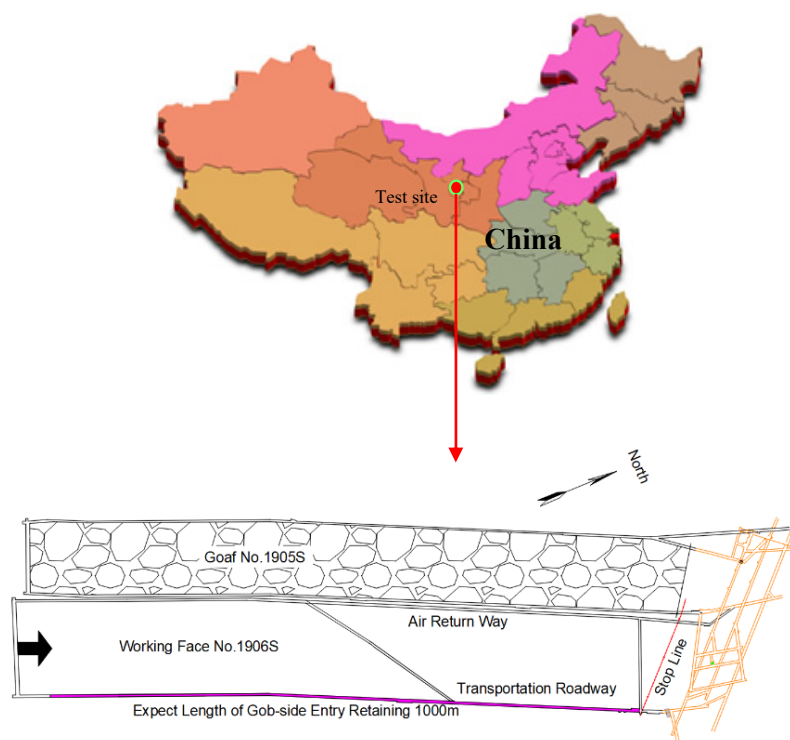 Test site
China
North
Goaf No.1905S
Air Return Way
Working Face No.1906S
Stop Line
Transportation Roadway
Expect Length of Gob-side Entry Retaining 1000m